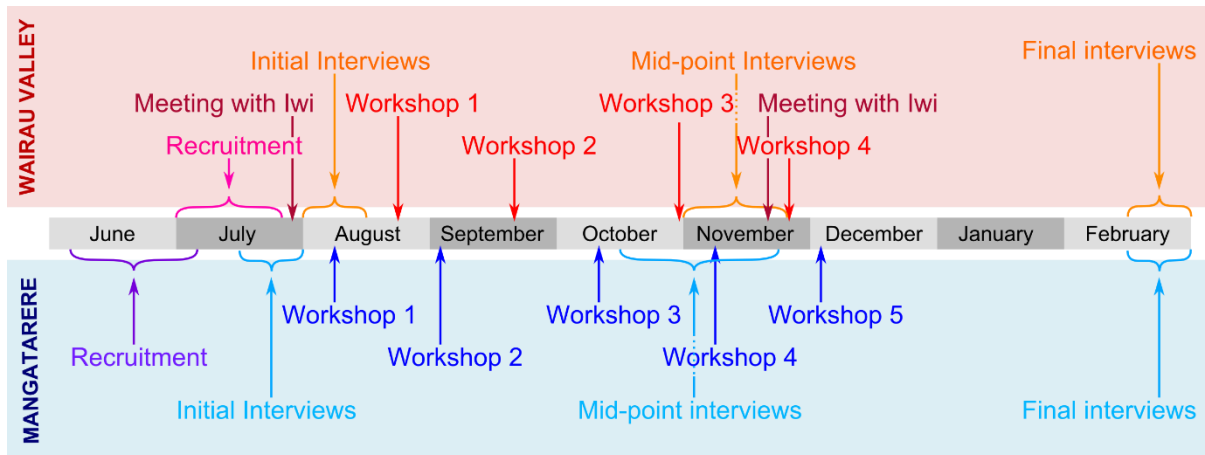 WAIRAU VALLEY
Final interviews
Initial Interviews
Mid-point Interviews
Meeting with Iwi
Workshop 1
Workshop 3
Meeting with Iwi
Recruitment
Workshop 2
Workshop 4
June
July
August
September
October
November
December
January
February
MANGATARERE
Workshop 1
Workshop 3
Workshop 5
Recruitment
Workshop 2
Workshop 4
Initial Interviews
Mid-point interviews
Final interviews